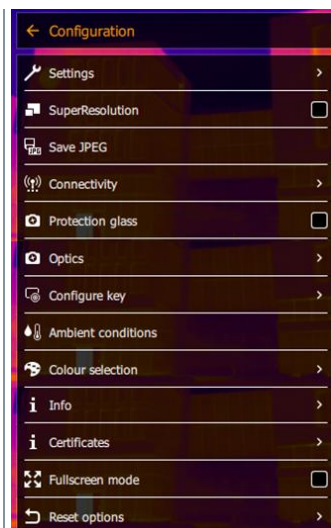 Configuration
Settings
SuperResolution
JPG
Save JPEG
Connectivity
Protection glass
Optics
Configure key
Ambient conditions
Colour selection
Info
Certificates
Fullscreen mode
Reset options